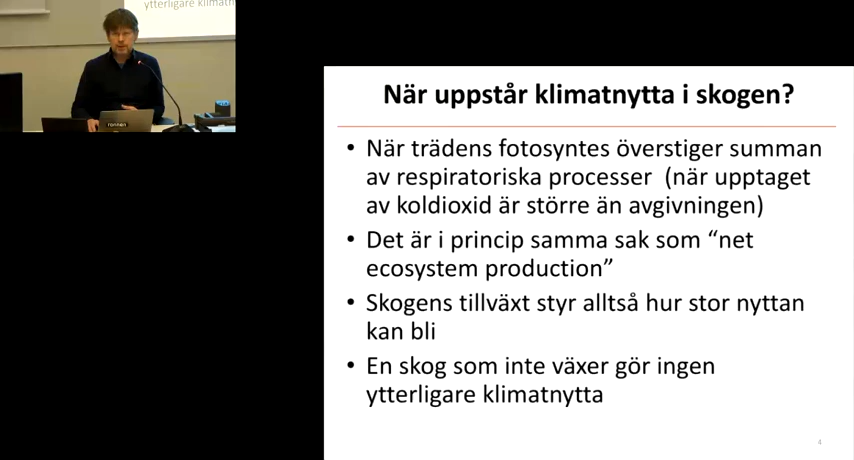 ytterligare klimatn
När uppstår klimatnytta i skogen?
• När trädens fotosyntes överstiger summan
av respiratoriska processer (när upptaget
av koldioxid är större än avgivningen)
• Det är i princip samma sak som “net
ecosystem production”
• Skogens tillväxt styr alltså hur stor nyttan
kan bli
• En skog som inte växer gör ingen
ytterligare klimatnytta
4